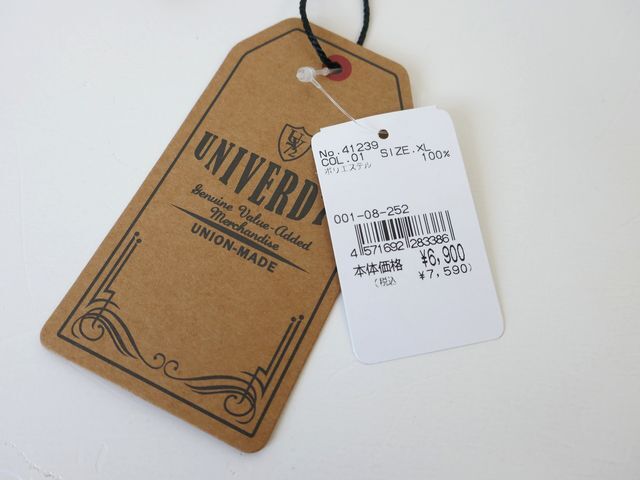 UNIVERD
Genuine Value-Added
Merchandise
UNION-MADE
No.41239
COL.01 SIZE.XL
ポリエステル 100%
001-08-252
4 571692 283386
本体価格 ¥6,900
(税込 ¥7,590)